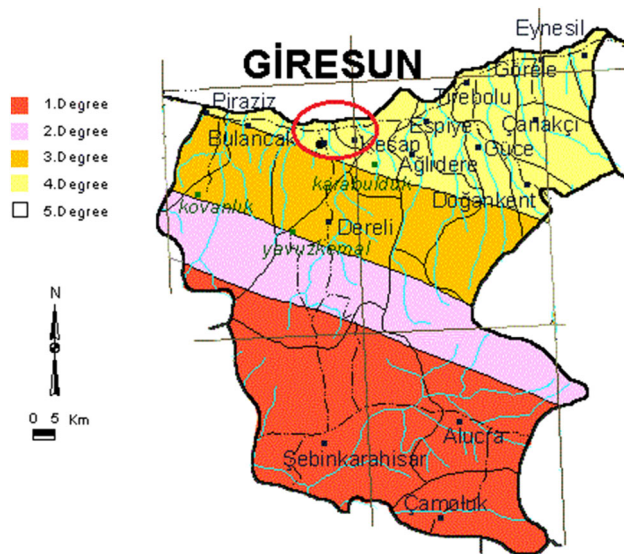 Eynesil
GİRESUN
Görele
1.Degree
Piraziz
Tirebolu
2.Degree
Bulancak
Espiye
Çanakçı
3.Degree
Keşap
Ağlıdere
Güce
4.Degree
karabulduk
Doğankent
5.Degree
kovanlık
Dereli
yavuzkemal
N
0 5 Km
Alucra
Şebinkarahisar
Çamoluk